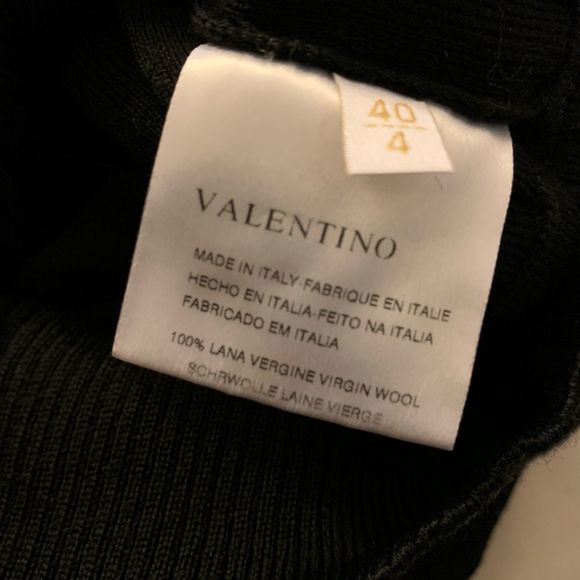 40
4
VALENTINO
MADE IN ITALY-FABRIQUE EN ITALIE
HECHO EN ITALIA-FEITO NA ITALIA
FABRICADO EM ITALIA
100% LANA VERGINE VIRGIN WOOL
SCHRWOLLE LAINE VIERGE